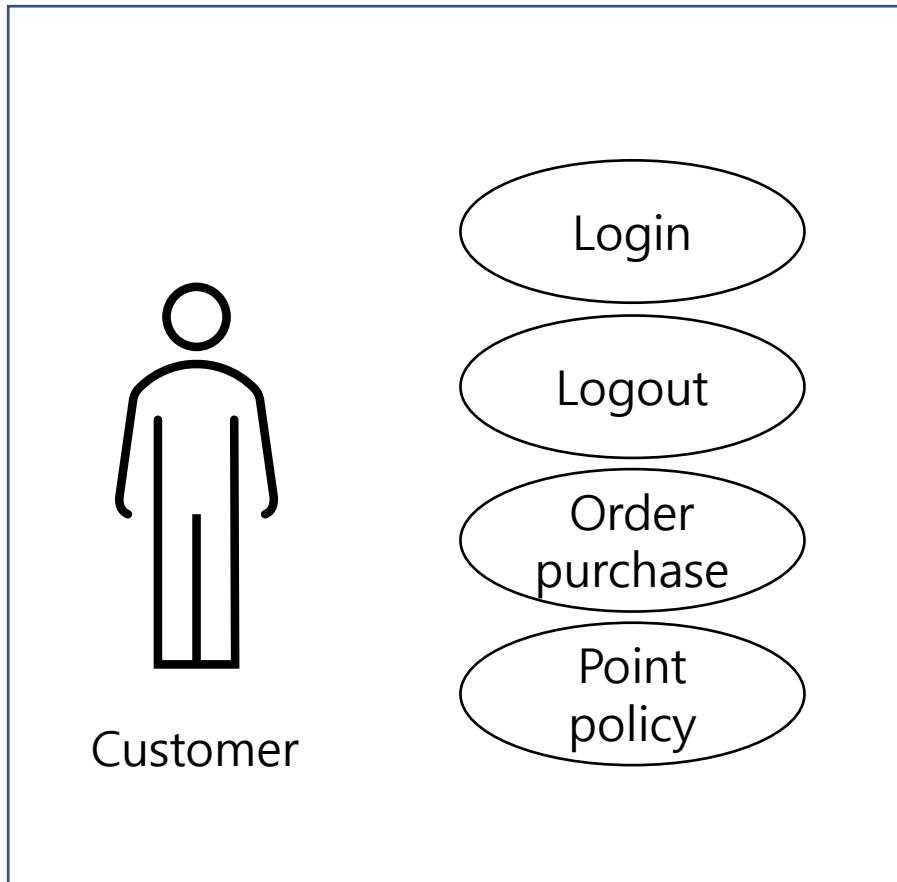 Login
Logout
Order
purchase
Point
policy
Customer